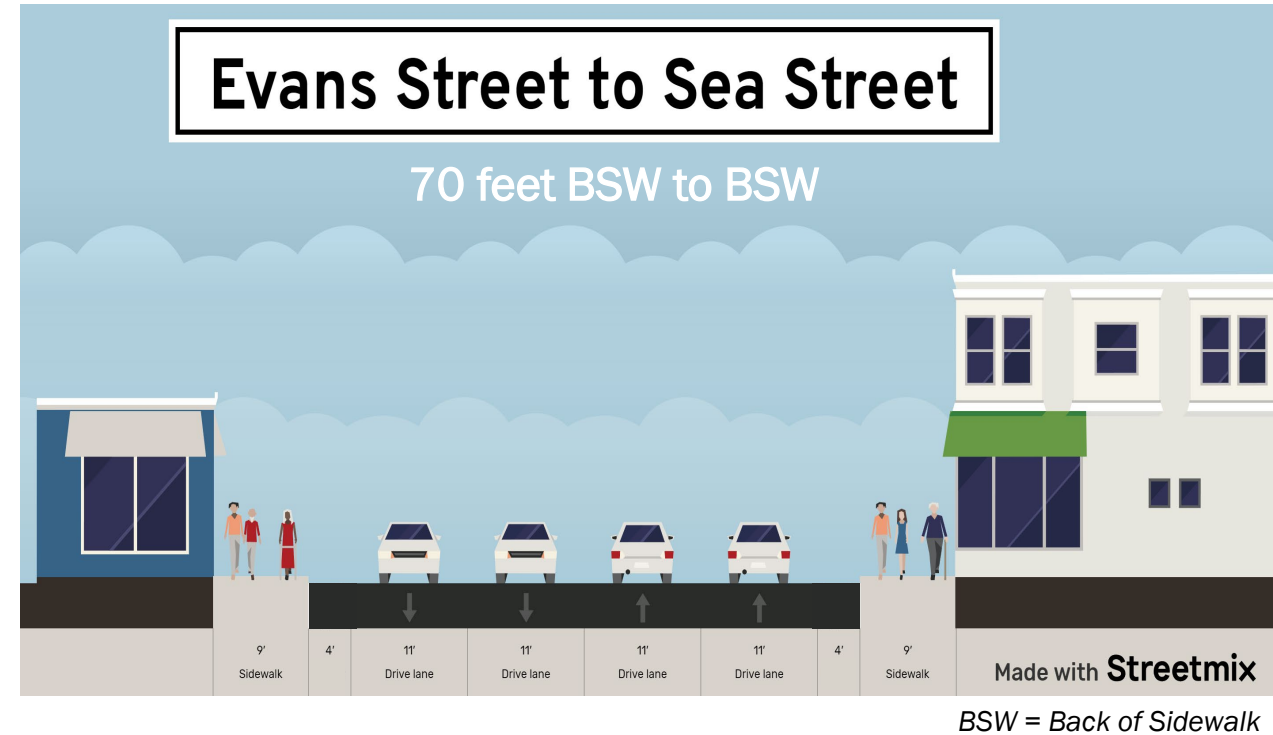 Evans Street to Sea Street
70 feet BSW to BSW
9' 4' 11' 11' 11' 11' 4' 9'
Sidewalk Drive lane Drive lane Drive lane Drive lane Sidewalk
Made with Streetmix
BSW = Back of Sidewalk